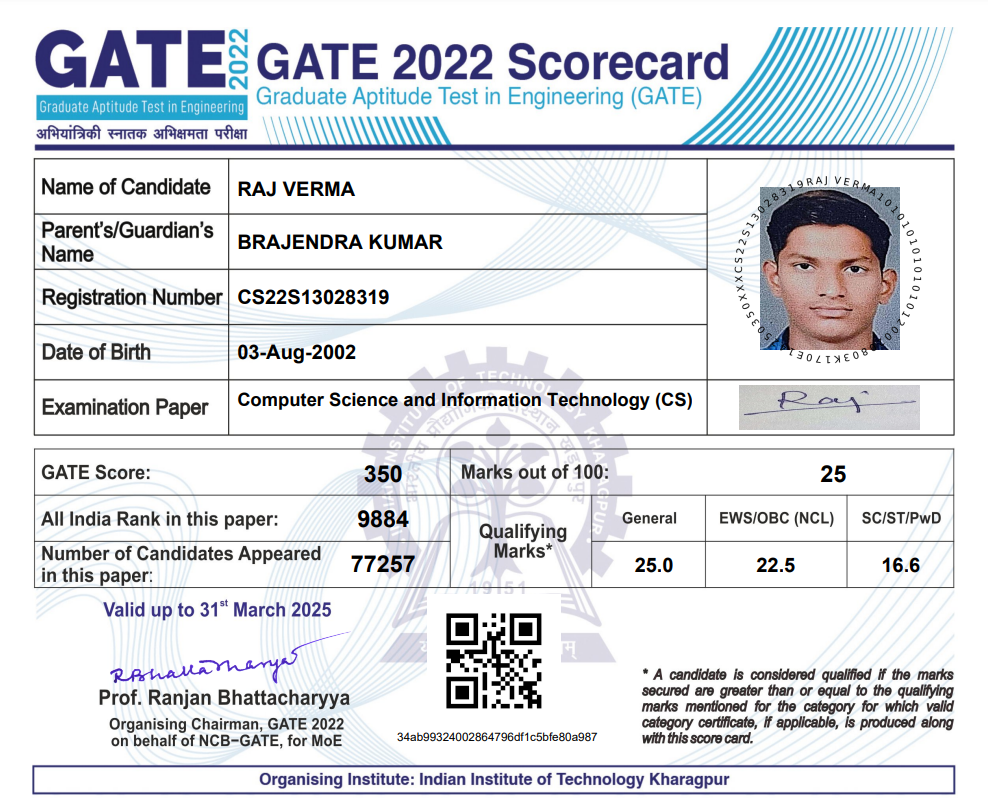 GATE 2022
Graduate Aptitude Test in Engineering
अभियांत्रिकी स्नातक अभिक्षमता परीक्षा
GATE 2022 Scorecard
Graduate Aptitude Test in Engineering (GATE)
Name of Candidate RAJ VERMA
Parent's/Guardian's Name BRAJENDRA KUMAR
Registration Number CS22S13028319
Date of Birth 03-Aug-2002
Examination Paper Computer Science and Information Technology (CS)
Raj
GATE Score: 350 Marks out of 100: 25
All India Rank in this paper: 9884
Number of Candidates Appeared
in this paper: 77257
Qualifying
Marks*
General EWS/OBC (NCL) SC/ST/PwD
25.0 22.5 16.6
Valid up to 31st March 2025
RBhattacharyya
Prof. Ranjan Bhattacharyya
Organising Chairman, GATE 2022
on behalf of NCB–GATE, for MoE
34ab99324002864796df1c5bfe80a987
* A candidate is considered qualified if the marks
secured are greater than or equal to the qualifying
marks mentioned for the category for which valid
category certificate, if applicable, is produced along
with this score card.
Organising Institute: Indian Institute of Technology Kharagpur